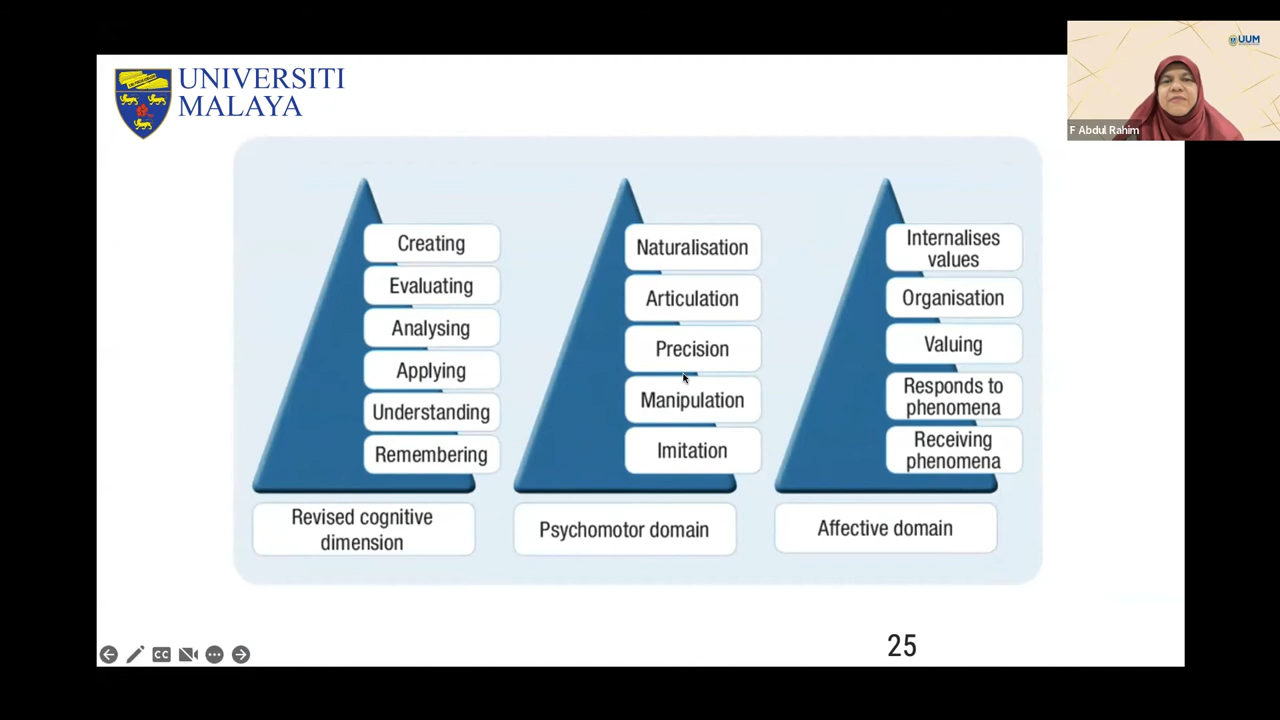 UNIVERSITI
MALAYA
UUM
F Abdul Rahim
Creating
Evaluating
Analysing
Applying
Understanding
Remembering
Revised cognitive
dimension
Naturalisation
Articulation
Precision
Manipulation
Imitation
Psychomotor domain
Internalises
values
Organisation
Valuing
Responds to
phenomena
Receiving
phenomena
Affective domain
CC
25